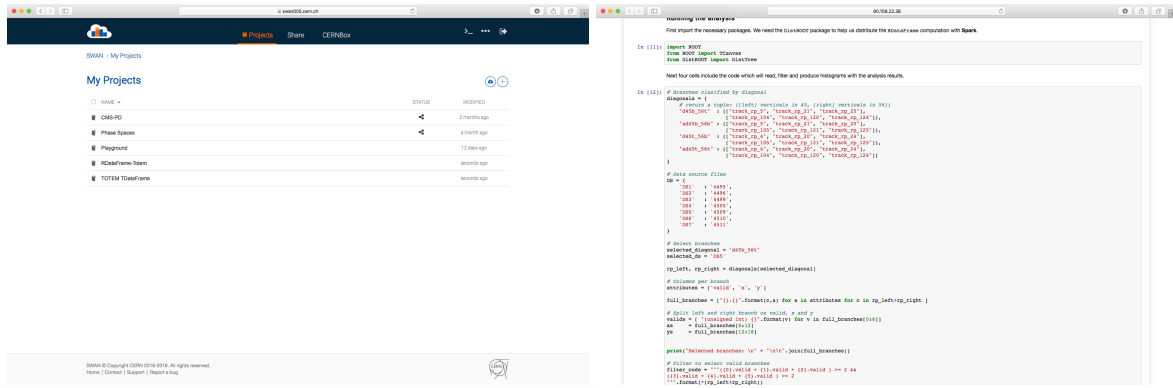 swan005.cern.ch
Projects Share CERNBox
SWAN > My Projects
My Projects
NAME STATUS MODIFIED
CMS-PD 2 months ago
Phase Spaces a month ago
Playground 12 days ago
RDataFrame-Totem seconds ago
TOTEM TDataFrame seconds ago
SWAN © Copyright CERN 2016-2018. All rights reserved.
Home | Contact | Support | Report a bug
CERN
80.158.22.38
Running the analysis
First import the necessary packages. We need the DistROOT package to help us distribute the RDataFrame computation with Spark.
In [11]: import ROOT
from ROOT import TCanvas
from DistROOT import DistTree
Next four cells include the code which will read, filter and produce histograms with the analysis results.
In [12]: # Branches clasified by diagonal
diagonals = {
# return a tuple: ([left] verticals in 45, [right] verticals in 56))
"d45b_56t" : (["track_rp_5", "track_rp_21", "track_rp_25"],
["track_rp_104", "track_rp_120", "track_rp_124"]),
"ad45b_56b" : (["track_rp_5", "track_rp_21", "track_rp_25"],
["track_rp_105", "track_rp_121", "track_rp_125"]),
"d45t_56b" : (["track_rp_4", "track_rp_20", "track_rp_24"],
["track_rp_105", "track_rp_121", "track_rp_125"]),
"ad45t_56t" : (["track_rp_4", "track_rp_20", "track_rp_24"],
["track_rp_104", "track_rp_120", "track_rp_124"])
}
# Data source files
DS = {
'DS1' : '4495',
'DS2' : '4496',
'DS3' : '4499',
'DS4' : '4505',
'DS5' : '4509',
'DS6' : '4510',
'DS7' : '4511'
}
# Select branches
selected_diagonal = "d45b_56t"
selected_ds = 'DS5'
rp_left, rp_right = diagonals[selected_diagonal]
# Columns per branch
attributes = ['valid', 'x', 'y']
full_branches = ["{}.{}".format(c,a) for a in attributes for c in rp_left+rp_right ]
# Split left and right branch on valid, x and y
valids = [ "(unsigned int) {}".format(v) for v in full_branches[0:6]]
xs = full_branches[6:12]
ys = full_branches[12:18]
print("Selected branches: \n" + "\n\t".join(full_branches))
# Filter to select valid branches
filter_code = """({0}.valid + {1}.valid + {2}.valid ) >= 2 &&
({3}.valid + {4}.valid + {5}.valid ) >= 2
""".format(*(rp_left+rp_right))